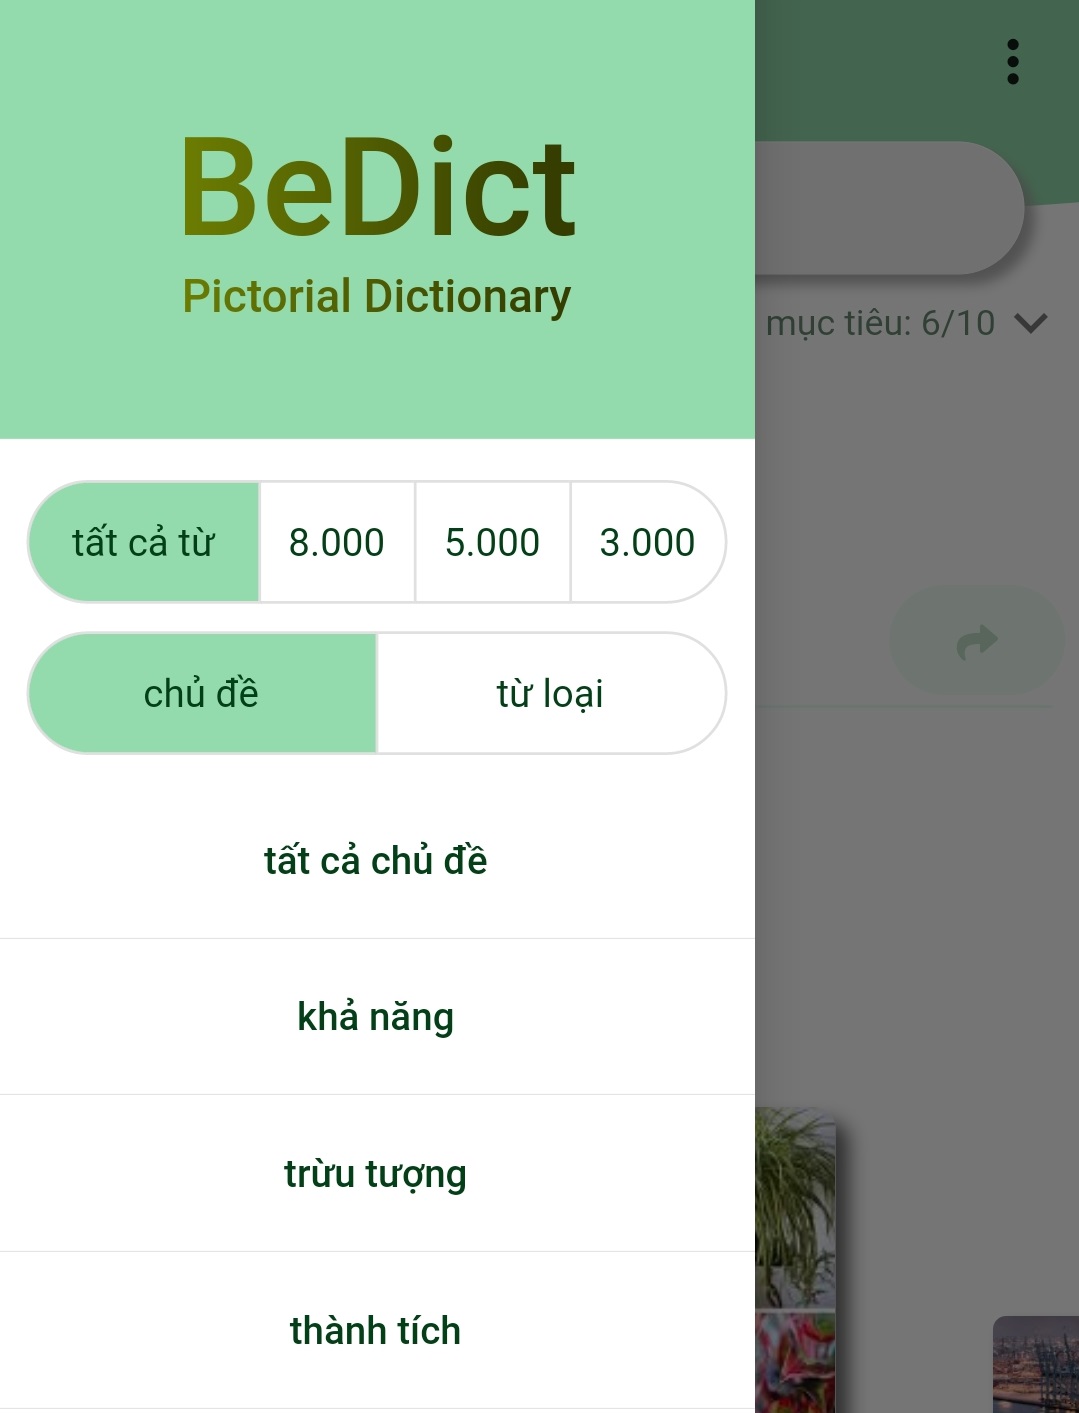 BeDict
Pictorial Dictionary
mục tiêu: 6/10
tất cả từ
8.000
5.000
3.000
chủ đề
từ loại
tất cả chủ đề
khả năng
trừu tượng
thành tích